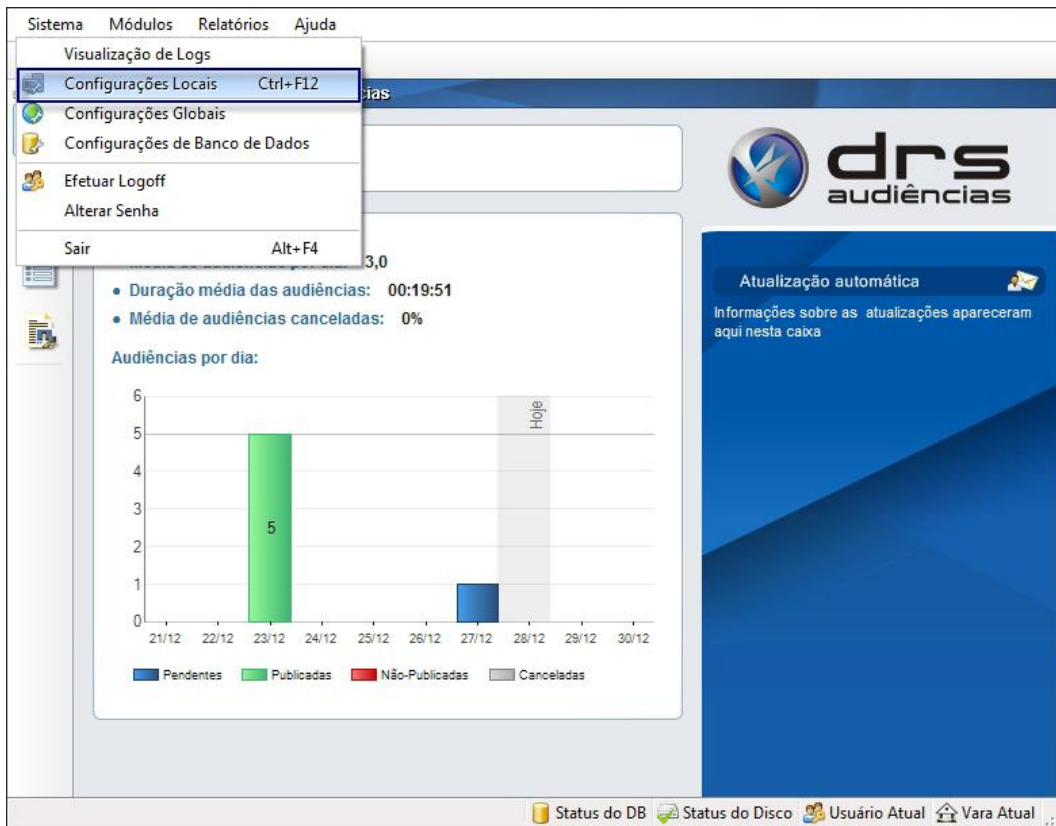 Sistema Módulos Relatórios Ajuda
Visualização de Logs
Configurações Locais Ctrl+F12
Configurações Globais
Configurações de Banco de Dados
Efetuar Logoff
Alterar Senha
Sair Alt+F4
drs
audiências
3,0
Duração média das audiências: 00:19:51
Média de audiências canceladas: 0%
Audiências por dia:
6
5
4
3
2
1
0
5
Hoje
21/12 22/12 23/12 24/12 25/12 26/12 27/12 28/12 29/12 30/12
Pendentes Publicadas Não-Publicadas Canceladas
Atualização automática
Informações sobre as atualizações apareceram
aqui nesta caixa
Status do DB Status do Disco Usuário Atual Vara Atual